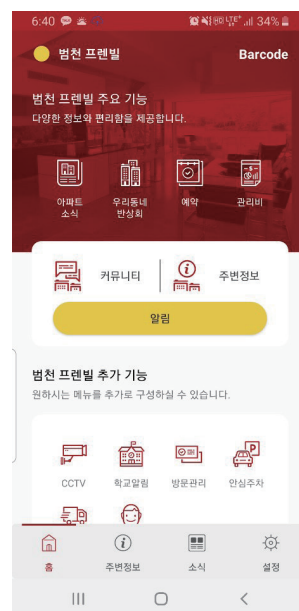 6:40
LTE+ 34%
범천 프렌빌 Barcode
범천 프렌빌 주요 기능
다양한 정보와 편리함을 제공합니다.
아파트 소식
우리동네 반상회
예약
관리비
커뮤니티
주변정보
알림
범천 프렌빌 추가 기능
원하시는 메뉴를 추가로 구성하실 수 있습니다.
CCTV 학교알림 방문관리 안심주차
홈 주변정보 소식 설정